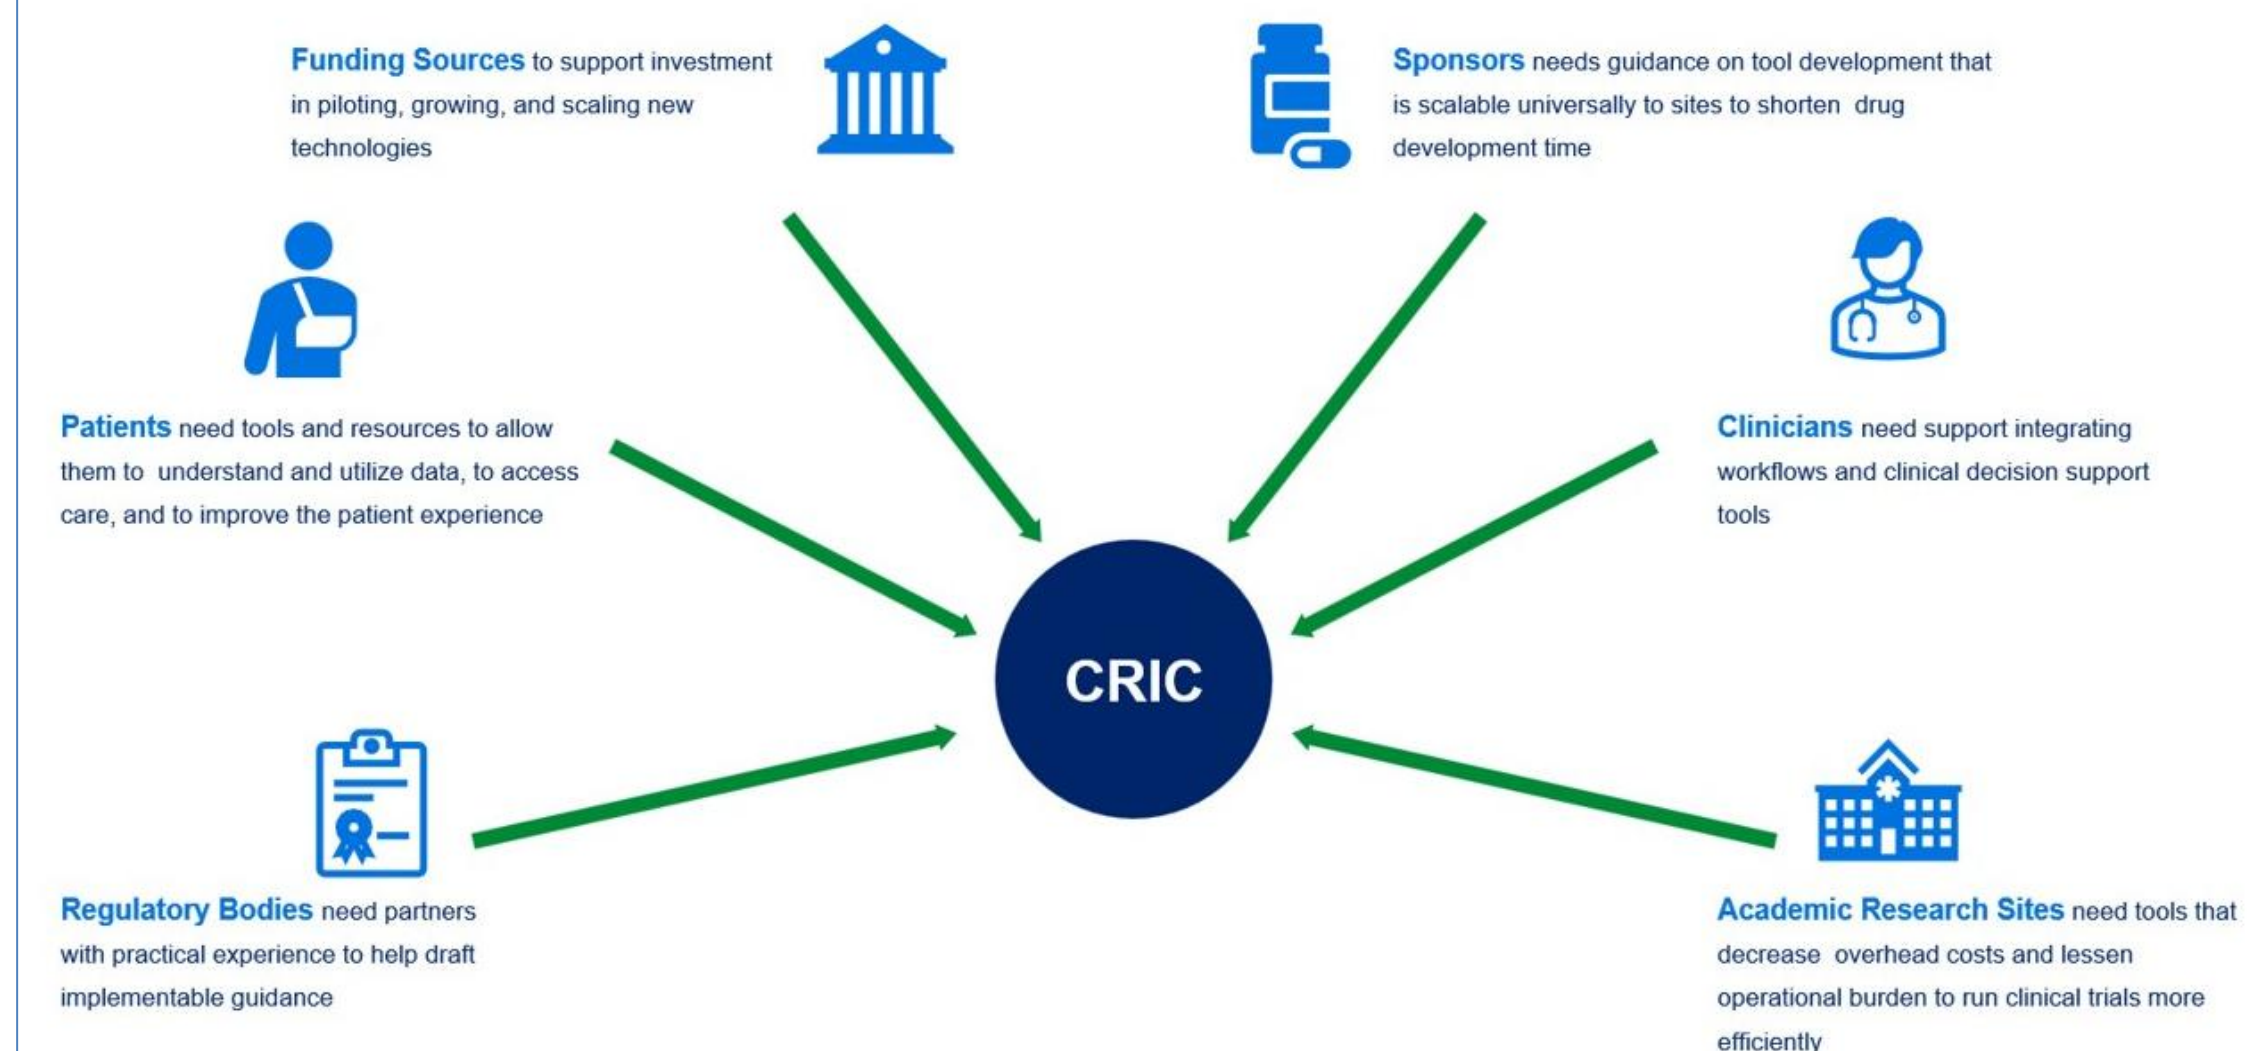 Funding Sources to support investment
in piloting, growing, and scaling new
technologies
Sponsors needs guidance on tool development that
is scalable universally to sites to shorten drug
development time
Patients need tools and resources to allow
them to understand and utilize data, to access
care, and to improve the patient experience
Clinicians need support integrating
workflows and clinical decision support
tools
CRIC
Regulatory Bodies need partners
with practical experience to help draft
implementable guidance
Academic Research Sites need tools that
decrease overhead costs and lessen
operational burden to run clinical trials more
efficiently